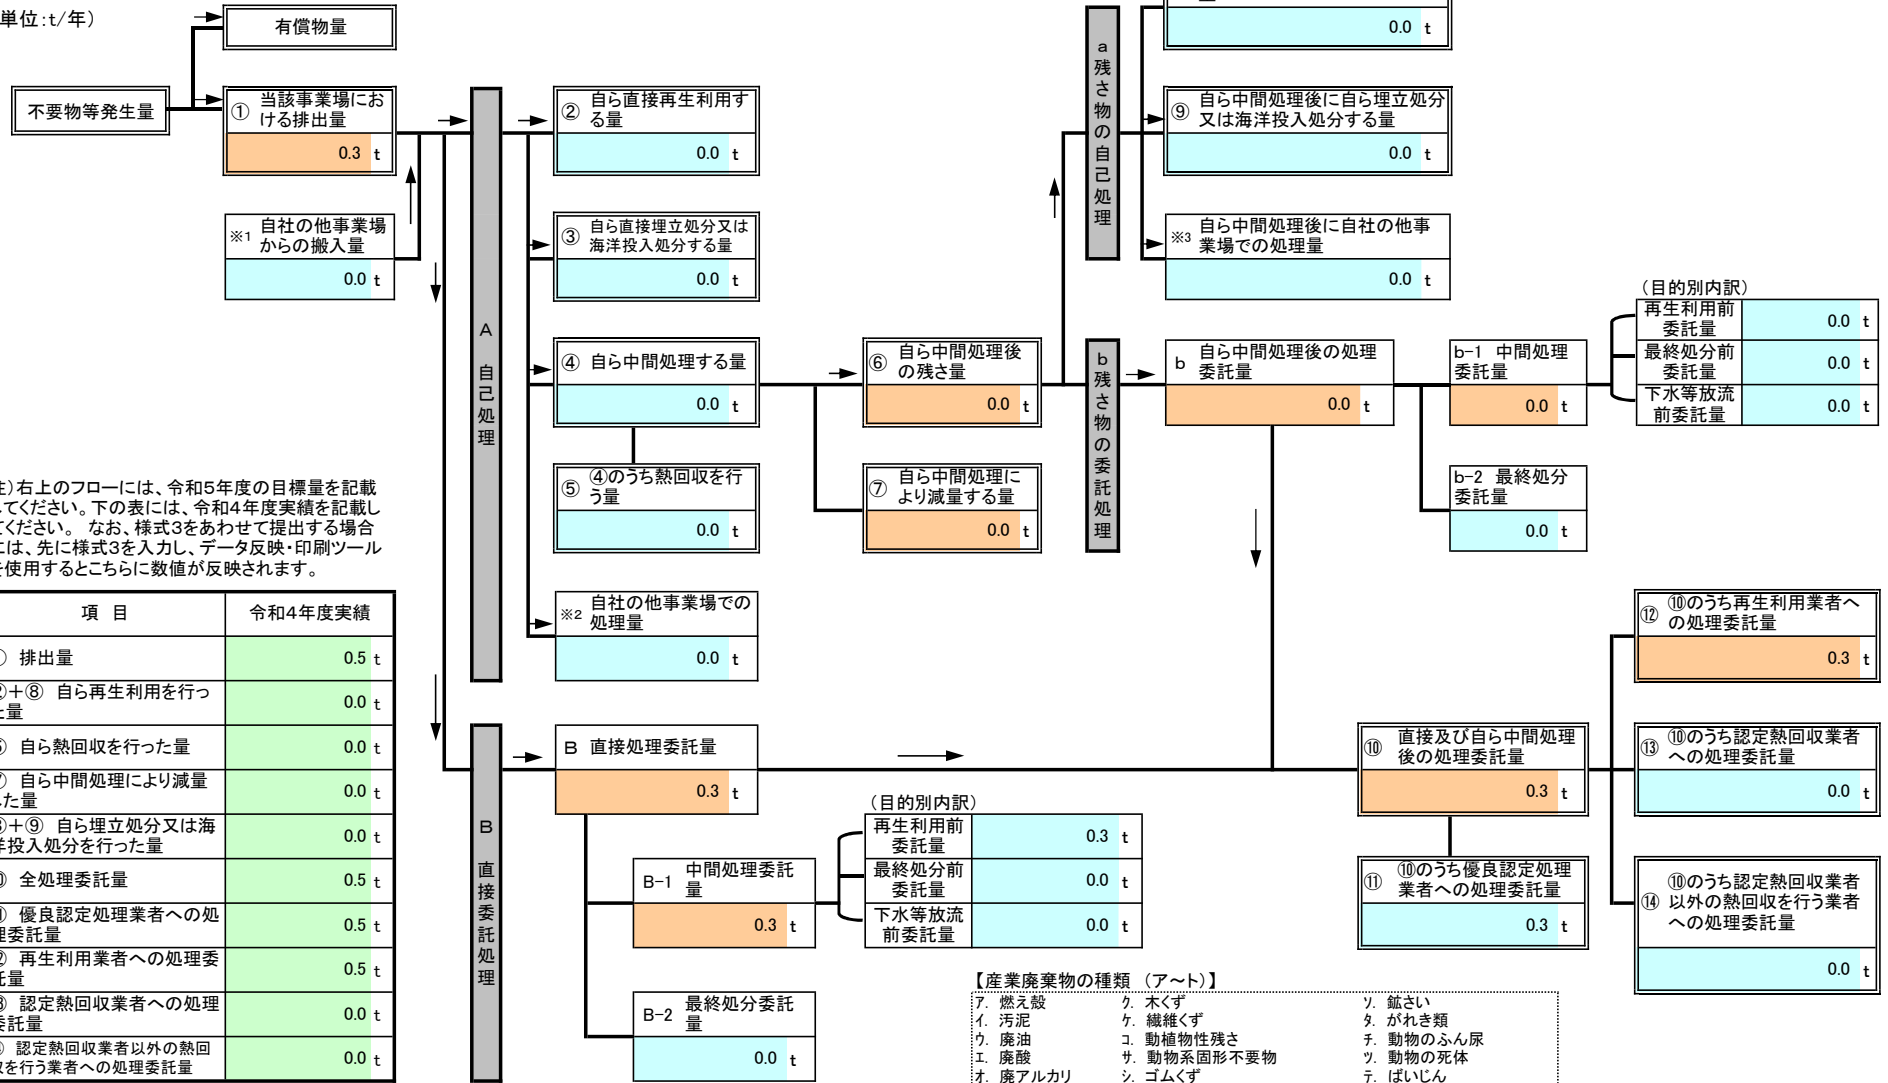 単位:t/年）
有償物量
不要物等発生量
① 当該事業場にお
ける排出量
0.3 t
※1 自社の他事業場
からの搬入量
0.0 t
A 自己処理
② 自ら直接再生利用す
る量
0.0 t
③ 自ら直接埋立処分又は
海洋投入処分する量
0.0 t
④ 自ら中間処理する量
0.0 t
⑤ ④のうち熱回収を行
う量
0.0 t
※2 自社の他事業場での
処理量
0.0 t
⑥ 自ら中間処理後
の残さ量
0.0 t
⑦ 自ら中間処理に
より減量する量
0.0 t
a 残さ物の自己処理
0.0 t
⑨ 自ら中間処理後に自ら埋立処分
又は海洋投入処分する量
0.0 t
※3 自ら中間処理後に自社の他事
業場での処理量
0.0 t
b 残さ物の委託処理
b 自ら中間処理後の処理
委託量
0.0 t
b-1 中間処理
委託量
0.0 t
b-2 最終処分
委託量
0.0 t
（目的別内訳）
再生利用前
委託量
0.0 t
最終処分前
委託量
0.0 t
下水等放流
前委託量
0.0 t
）右上のフローには、令和5年度の目標量を記載
してください。下の表には、令和4年度実績を記載し
てください。 なお、様式3をあわせて提出する場合
には、先に様式3を入力し、データ反映・印刷ツール
を使用するとこちらに数値が反映されます。
項 目 令和4年度実績
排出量 0.5 t
＋⑧ 自ら再生利用を行っ
た量 0.0 t
自ら熱回収を行った量 0.0 t
自ら中間処理により減量
した量 0.0 t
＋⑨ 自ら埋立処分又は海
洋投入処分を行った量 0.0 t
全処理委託量 0.5 t
優良認定処理業者への処
理委託量 0.5 t
再生利用業者への処理委
託量 0.5 t
認定熱回収業者への処理
委託量 0.0 t
認定熱回収業者以外の熱回
収を行う業者への処理委託量 0.0 t
B 直接委託処理
B 直接処理委託量
0.3 t
B-1 中間処理委託
量
0.3 t
B-2 最終処分委託
量
0.0 t
（目的別内訳）
再生利用前
委託量
0.3 t
最終処分前
委託量
0.0 t
下水等放流
前委託量
0.0 t
⑩ 直接及び自ら中間処理
後の処理委託量
0.3 t
⑪ ⑩のうち優良認定処理
業者への処理委託量
0.3 t
⑫ ⑩のうち再生利用業者へ
の処理委託量
0.3 t
⑬ ⑩のうち認定熱回収業者
への処理委託量
0.0 t
⑭ ⑩のうち認定熱回収業者
以外の熱回収を行う業者
への処理委託量
0.0 t
【産業廃棄物の種類 （ア～ト）】
ｱ. 燃え殻 ｸ. 木くず ｿ. 鉱さい
ｲ. 汚泥 ｹ. 繊維くず ﾀ. がれき類
ｳ. 廃油 ｺ. 動植物性残さ ﾁ. 動物のふん尿
ｴ. 廃酸 ｻ. 動物系固形不要物 ﾂ. 動物の死体
ｵ. 廃アルカリ ｼ. ゴムくず ﾃ. ばいじん